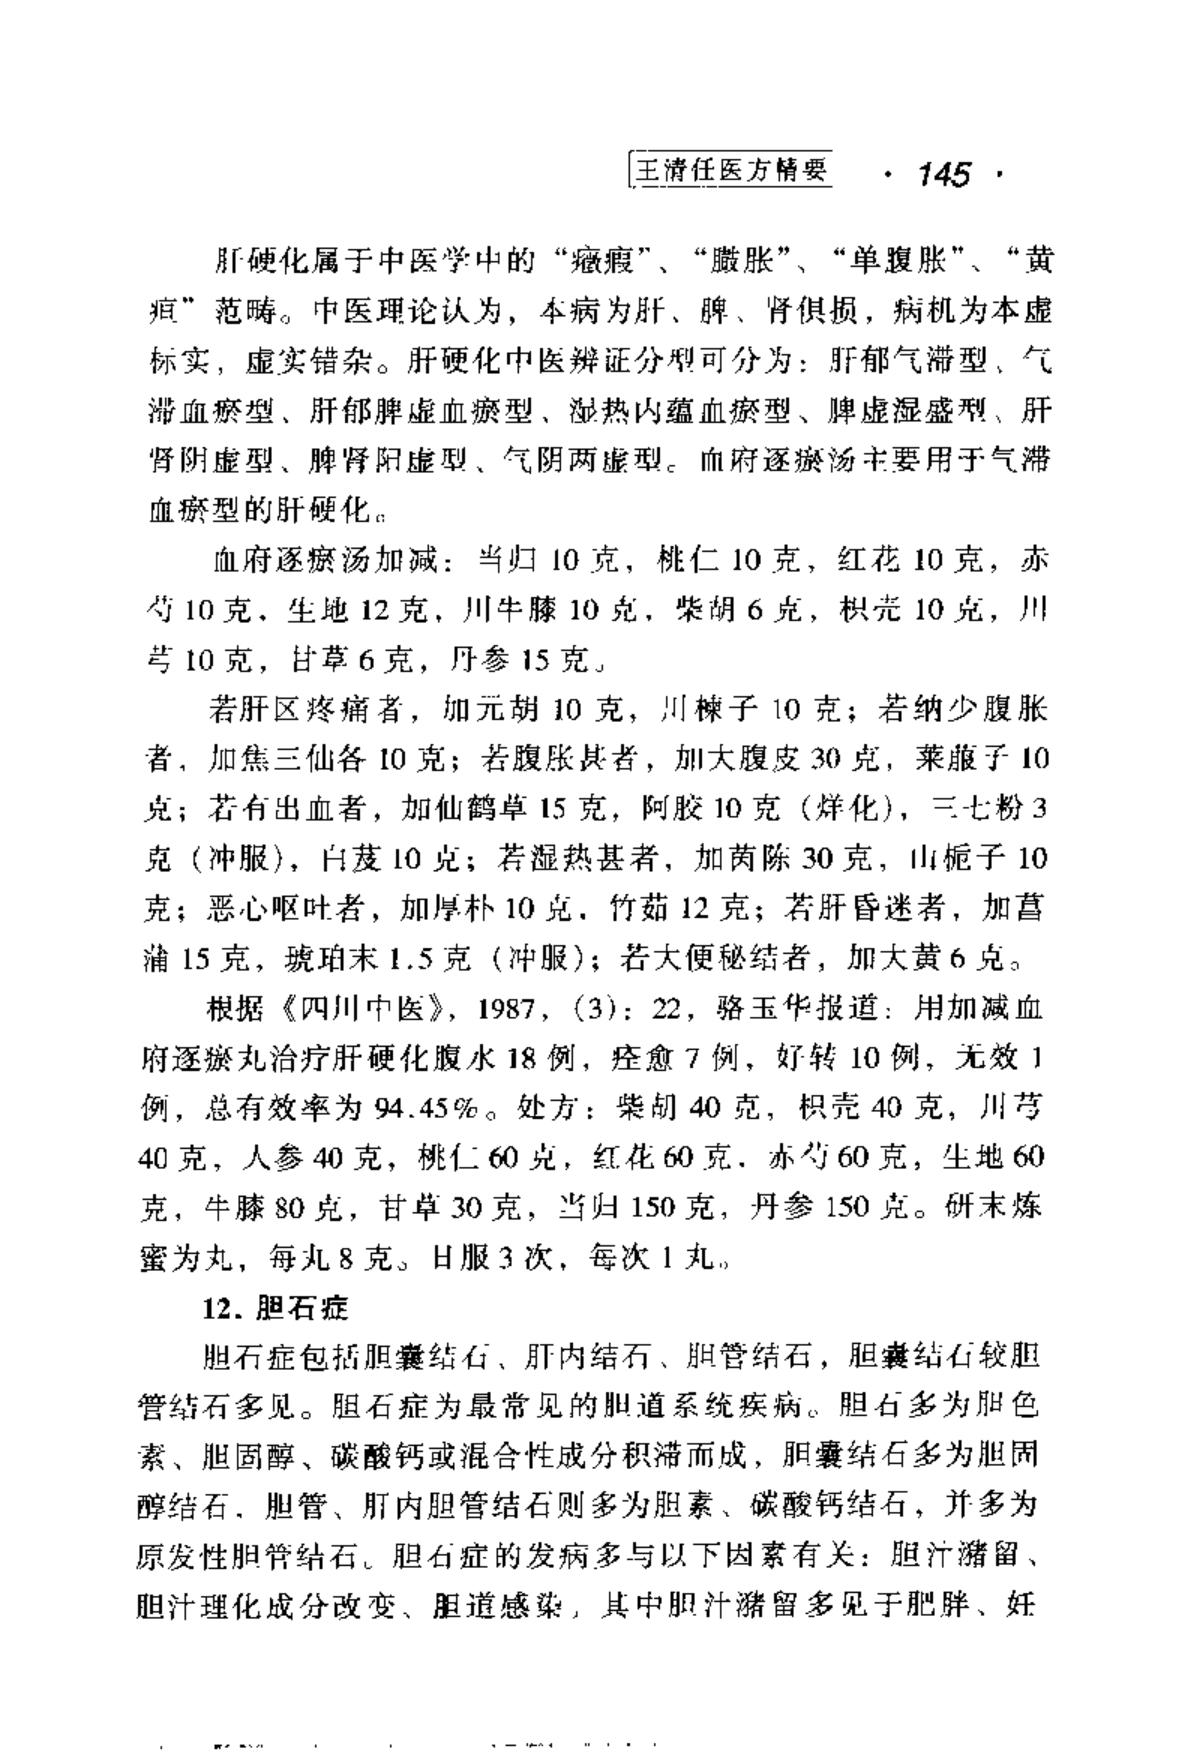 王清任医方精要 · 145 ·
肝硬化属于中医学中的“癥瘕”、“臌胀”、“单腹胀”、“黄
疸”范畴。中医理论认为，本病为肝、脾、肾俱损，病机为本虚
标实，虚实错杂。肝硬化中医辨证分型可分为：肝郁气滞型、气
滞血瘀型、肝郁脾虚血瘀型、湿热内蕴血瘀型、脾虚湿盛型、肝
肾阴虚型、脾肾阳虚型、气阴两虚型。血府逐瘀汤主要用于气滞
血瘀型的肝硬化。
血府逐瘀汤加减：当归 10 克，桃仁 10 克，红花 10 克，赤
芍 10 克，生地 12 克，川牛膝 10 克，柴胡 6 克，枳壳 10 克，川
芎 10 克，甘草 6 克，丹参 15 克。
若肝区疼痛者，加元胡 10 克，川楝子 10 克；若纳少腹胀
者，加焦三仙各 10 克；若腹胀甚者，加大腹皮 30 克，莱菔子 10
克；若有出血者，加仙鹤草 15 克，阿胶 10 克（烊化），三七粉 3
克（冲服），白芨 10 克；若湿热甚者，加茵陈 30 克，山栀子 10
克；恶心呕吐者，加厚朴 10 克，竹茹 12 克；若肝昏迷者，加菖
蒲 15 克，琥珀末 1.5 克（冲服）；若大便秘结者，加大黄 6 克。
根据《四川中医》，1987，（3）：22，骆玉华报道：用加减血
府逐瘀丸治疗肝硬化腹水 18 例，痊愈 7 例，好转 10 例，无效 1
例，总有效率为 94.45%。处方：柴胡 40 克，枳壳 40 克，川芎
40 克，人参 40 克，桃仁 60 克，红花 60 克，赤芍 60 克，生地 60
克，牛膝 80 克，甘草 30 克，当归 150 克，丹参 150 克。研末炼
蜜为丸，每丸 8 克。日服 3 次，每次 1 丸。
12. 胆石症
胆石症包括胆囊结石、肝内结石、胆管结石，胆囊结石较胆
管结石多见。胆石症为最常见的胆道系统疾病。胆石多为胆色
素、胆固醇、碳酸钙或混合性成分积滞而成，胆囊结石多为胆固
醇结石，胆管、肝内胆管结石则多为胆素、碳酸钙结石，并多为
原发性胆管结石。胆石症的发病多与以下因素有关：胆汁潴留、
胆汁理化成分改变、胆道感染，其中胆汁潴留多见于肥胖、妊